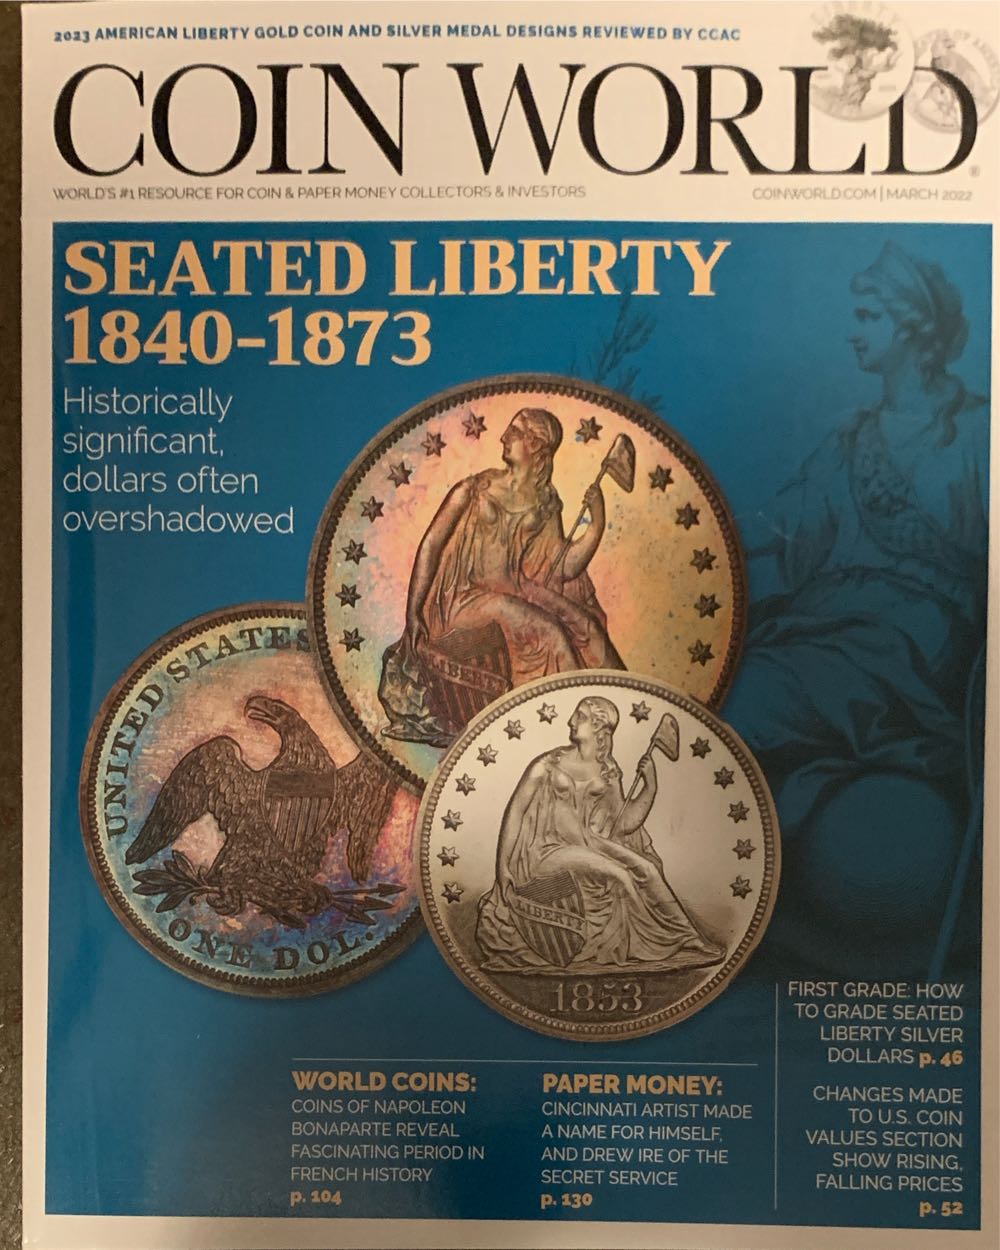 2023 AMERICAN LIBERTY GOLD COIN AND SILVER MEDAL DESIGNS REVIEWED BY CCAC
COIN WORLD®
WORLD'S #1 RESOURCE FOR COIN & PAPER MONEY COLLECTORS & INVESTORS
COINWORLD.COM | MARCH 2022
SEATED LIBERTY
1840-1873
Historically
significant,
dollars often
overshadowed
LIBERTY
UNITED STATES
ONE DOL.
LIBERTY
1853
WORLD COINS:
COINS OF NAPOLEON
BONAPARTE REVEAL
FASCINATING PERIOD IN
FRENCH HISTORY
p. 104
PAPER MONEY:
CINCINNATI ARTIST MADE
A NAME FOR HIMSELF,
AND DREW IRE OF THE
SECRET SERVICE
p. 130
FIRST GRADE: HOW
TO GRADE SEATED
LIBERTY SILVER
DOLLARS p. 46
CHANGES MADE
TO U.S. COIN
VALUES SECTION
SHOW RISING,
FALLING PRICES
p. 52